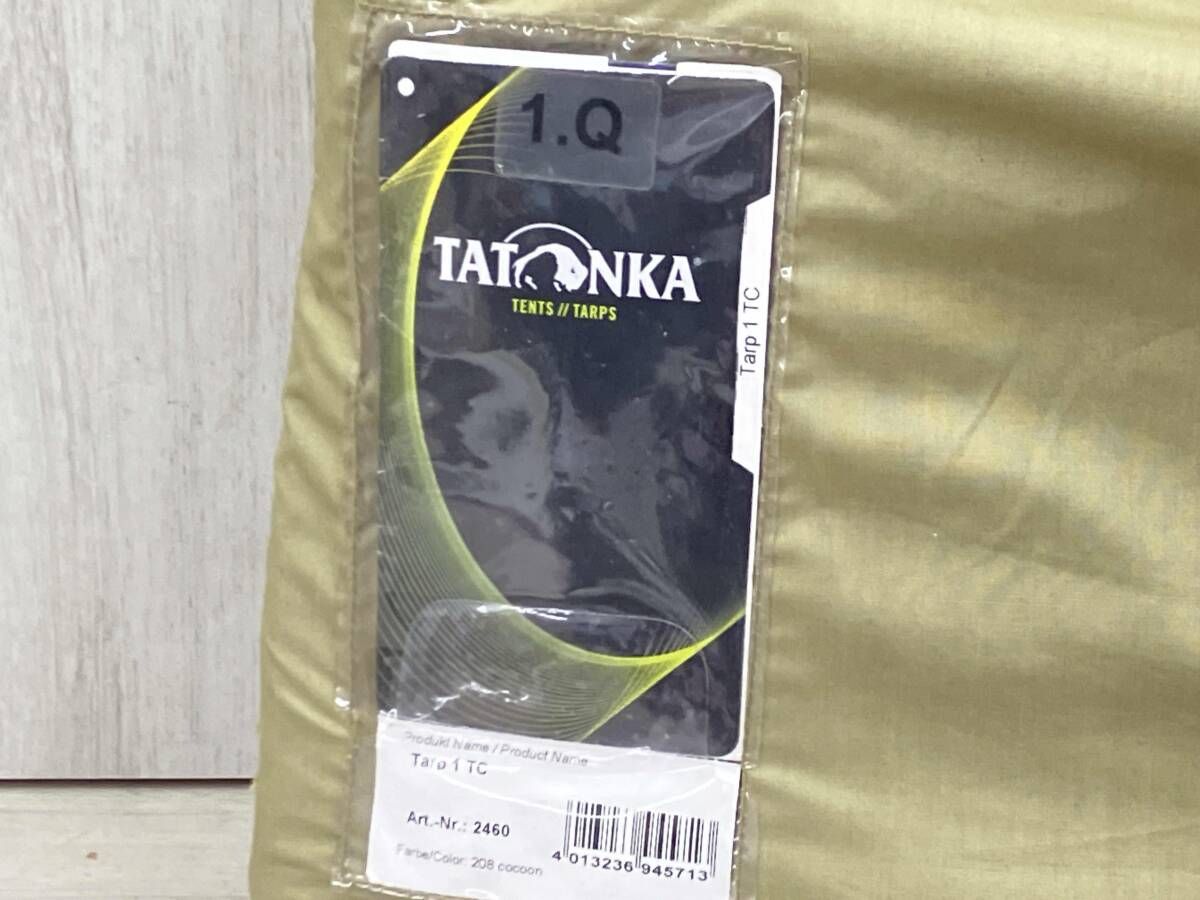 1.Q
TATONKA
TENTS // TARPS
Tarp 1 TC
Produkt Name / Product Name
Tarp 1 TC
Art.-Nr.: 2460
Farbe/Color: 208 cocoon
4 013236 945713